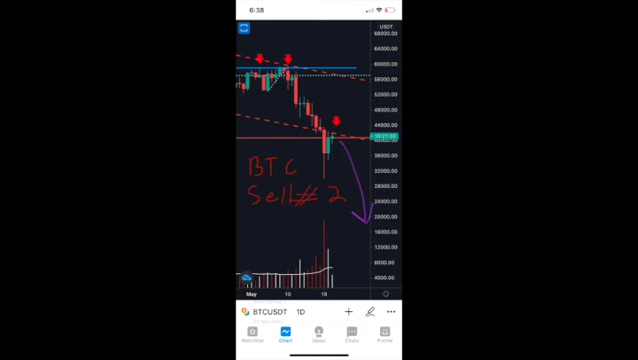 6:38
USDT
68000.00
64000.00
60000.00
56000.00
52000.00
48000.00
44000.00
40000.00
36000.00
32000.00
28000.00
24000.00
20000.00
16000.00
12000.00
8000.00
4000.00
BTC
Sell # 2
May
10
19
BTCUSDT 1D
Watchlist
Chart
Ideas
Chats
Profile